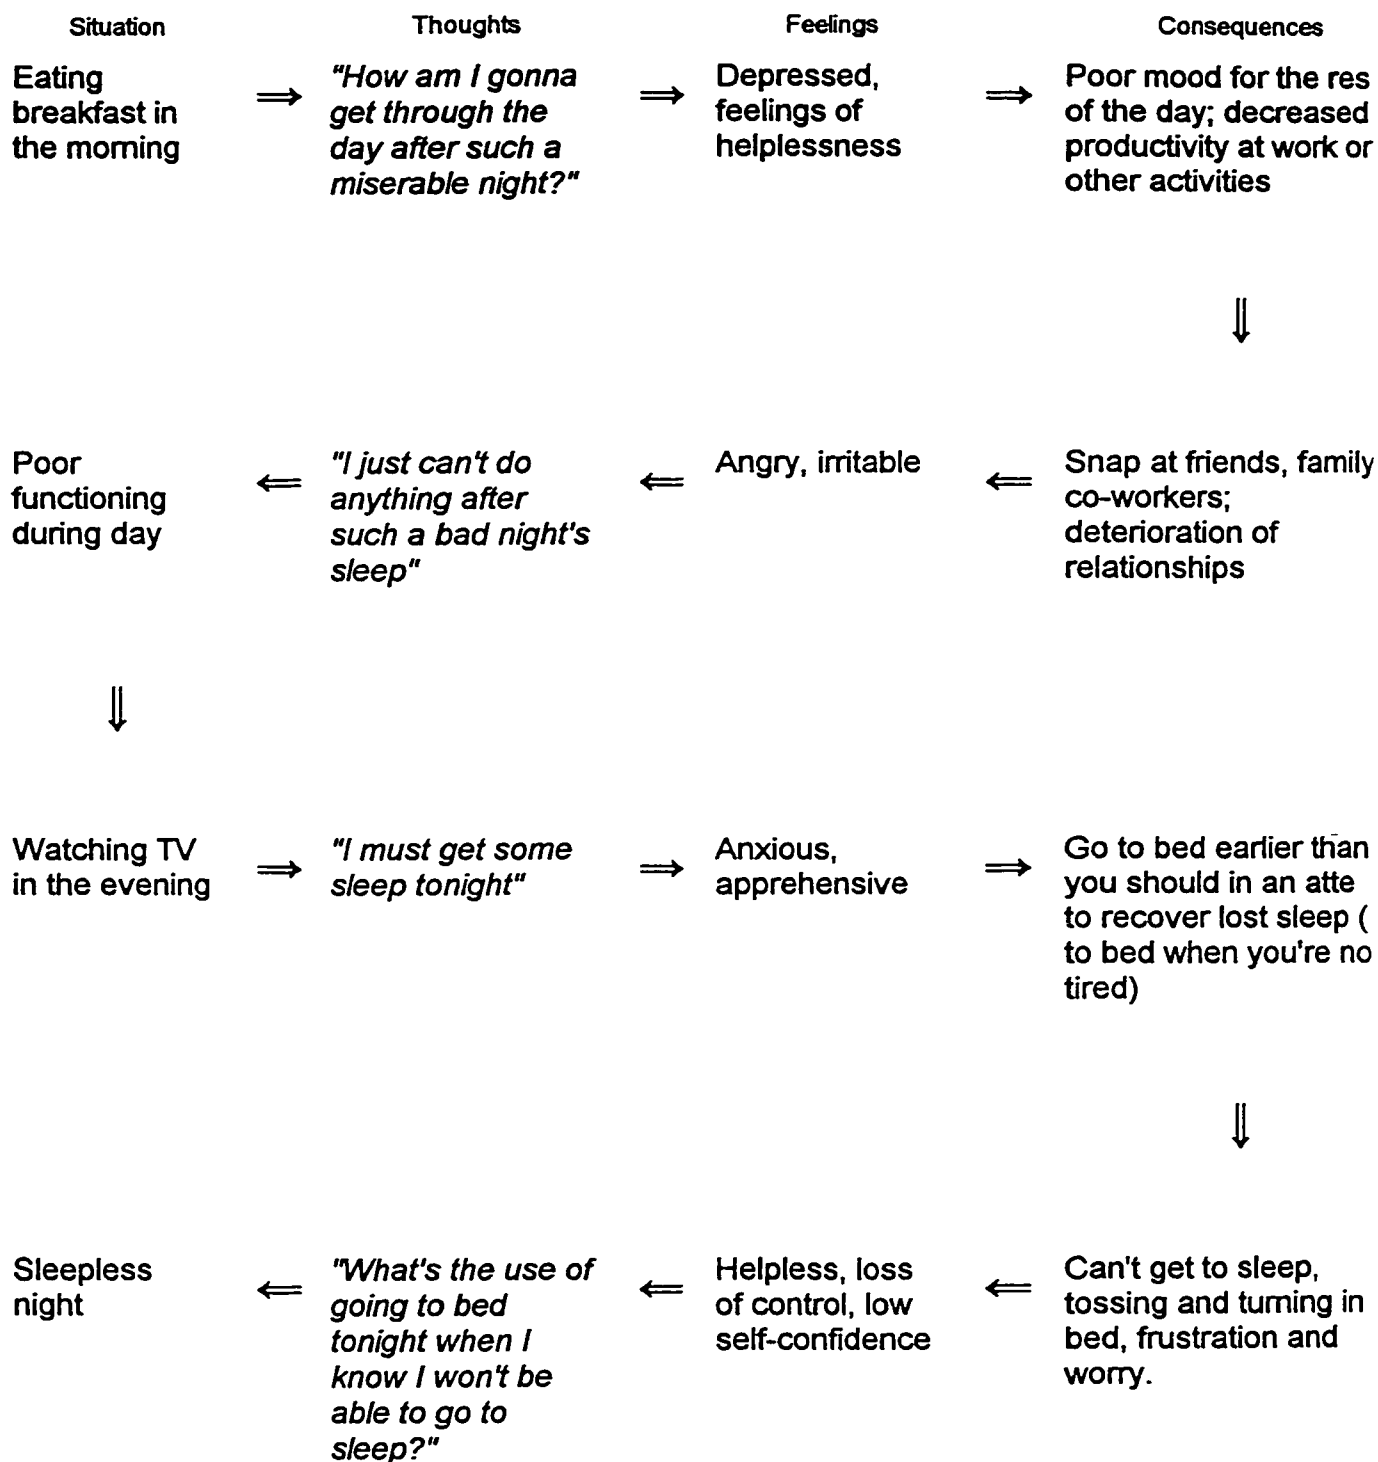 Situation
Thoughts
Feelings
Consequences
Eating
breakfast in
the morning
"How am I gonna
get through the
day after such a
miserable night?"
Depressed,
feelings of
helplessness
Poor mood for the res
of the day; decreased
productivity at work or
other activities
Poor
functioning
during day
"I just can't do
anything after
such a bad night's
sleep"
Angry, irritable
Snap at friends, family
co-workers;
deterioration of
relationships
Watching TV
in the evening
"I must get some
sleep tonight"
Anxious,
apprehensive
Go to bed earlier than
you should in an atte
to recover lost sleep (
to bed when you're no
tired)
Sleepless
night
"What's the use of
going to bed
tonight when I
know I won't be
able to go to
sleep?"
Helpless, loss
of control, low
self-confidence
Can't get to sleep,
tossing and turning in
bed, frustration and
worry.